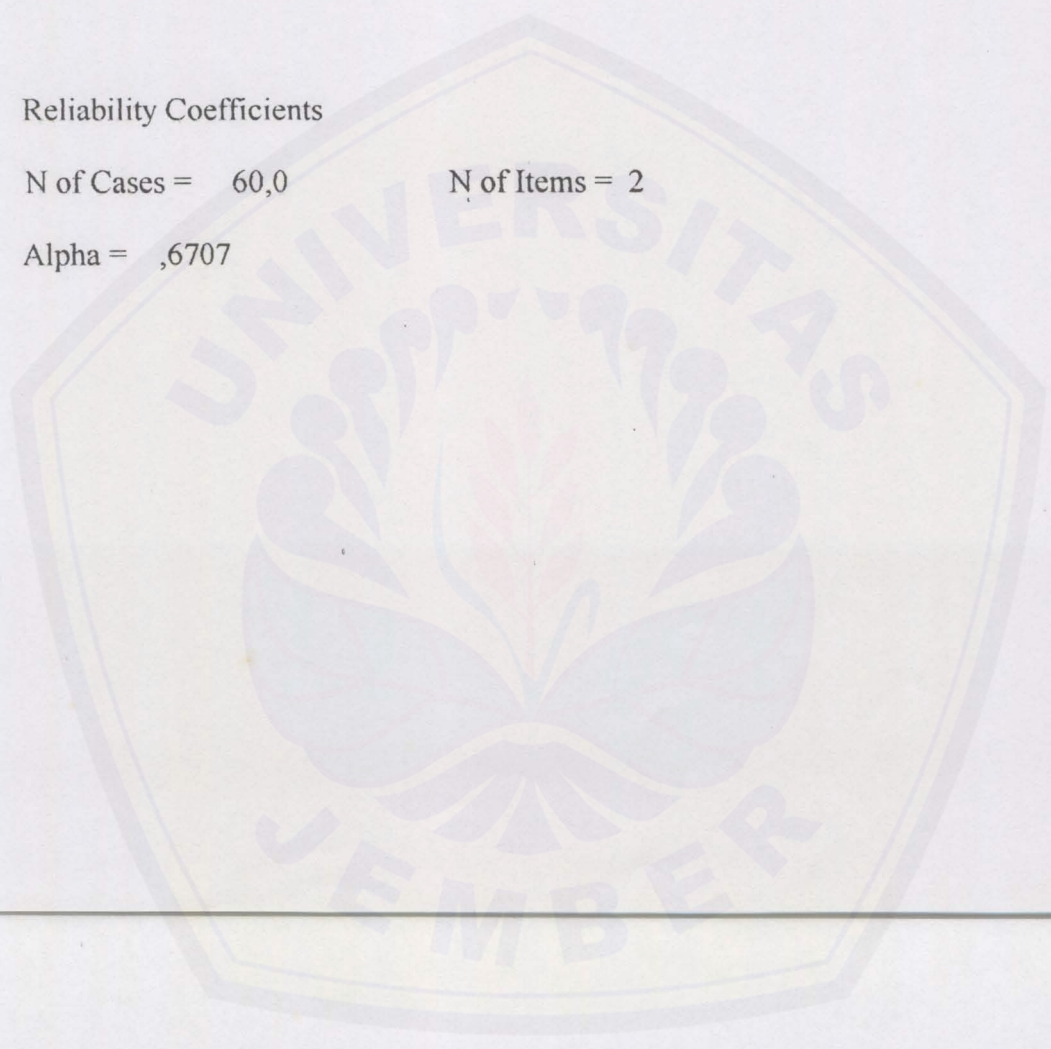 Reliability Coefficients
N of Cases = 60,0 N of Items = 2
Alpha = ,6707
UNIVERSITAS
JEMBER